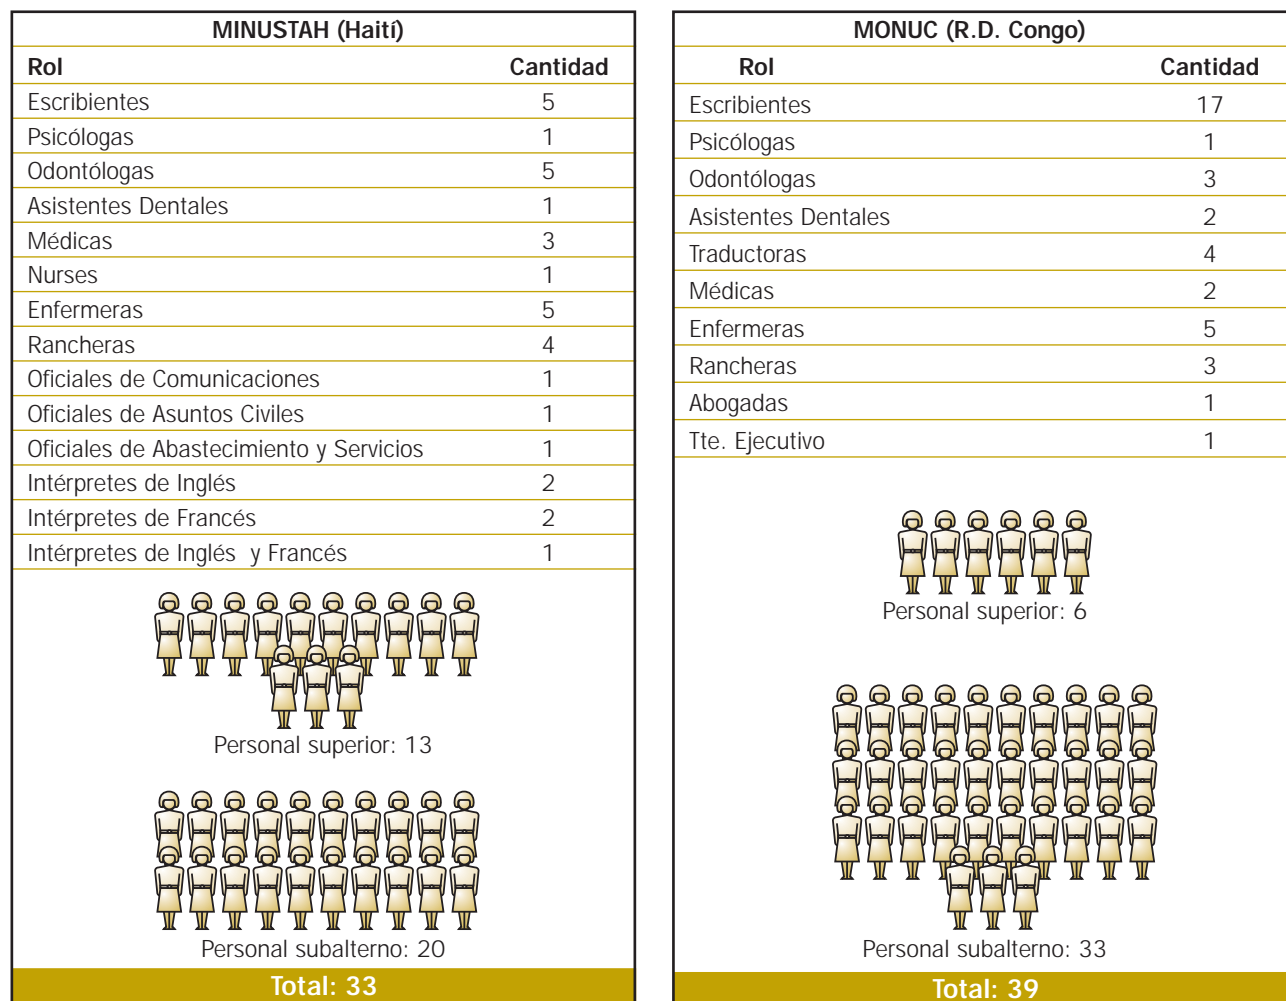 MINUSTAH (Haití)
Rol Cantidad
Escribientes 5
Psicólogas 1
Odontólogas 5
Asistentes Dentales 1
Médicas 3
Nurses 1
Enfermeras 5
Rancheras 4
Oficiales de Comunicaciones 1
Oficiales de Asuntos Civiles 1
Oficiales de Abastecimiento y Servicios 1
Intérpretes de Inglés 2
Intérpretes de Francés 2
Intérpretes de Inglés y Francés 1
Personal superior: 13
Personal subalterno: 20
Total: 33
MONUC (R.D. Congo)
Rol Cantidad
Escribientes 17
Psicólogas 1
Odontólogas 3
Asistentes Dentales 2
Traductoras 4
Médicas 2
Enfermeras 5
Rancheras 3
Abogadas 1
Tte. Ejecutivo 1
Personal superior: 6
Personal subalterno: 33
Total: 39